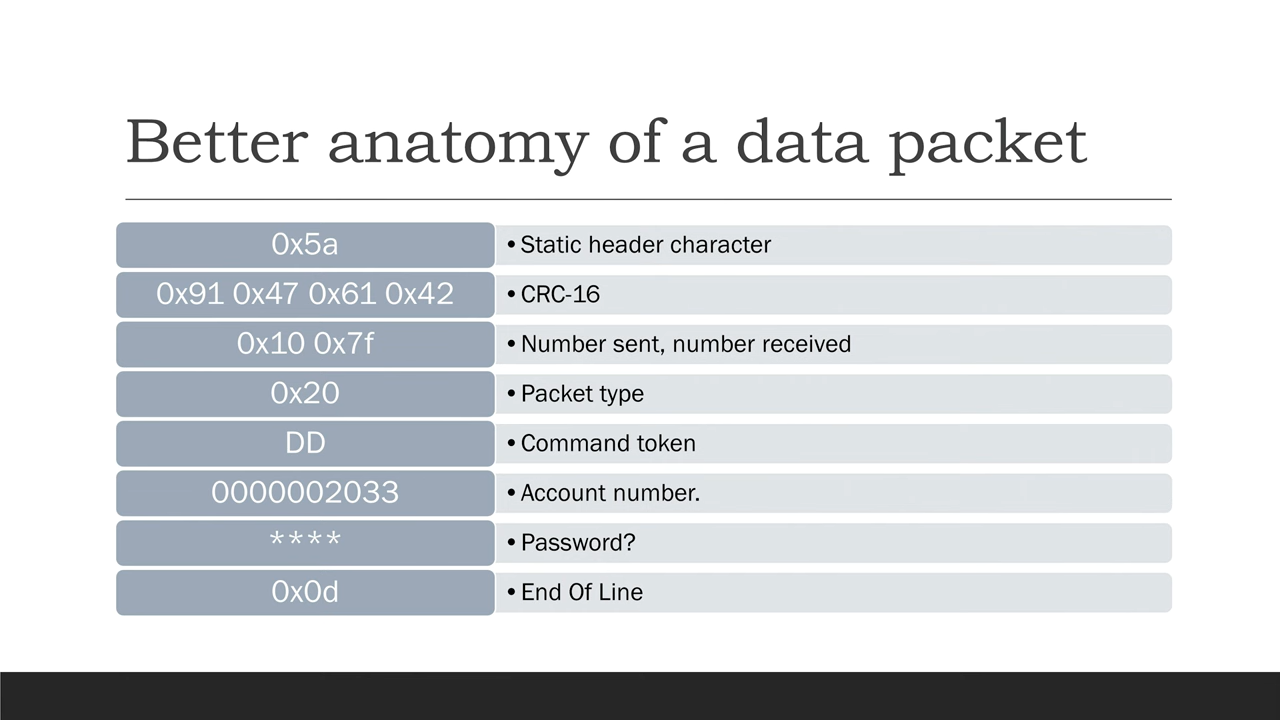 Better anatomy of a data packet
0x5a
• Static header character
0x91 0x47 0x61 0x42
• CRC-16
0x10 0x7f
• Number sent, number received
0x20
• Packet type
DD
• Command token
0000002033
• Account number.
****
• Password?
0x0d
• End Of Line